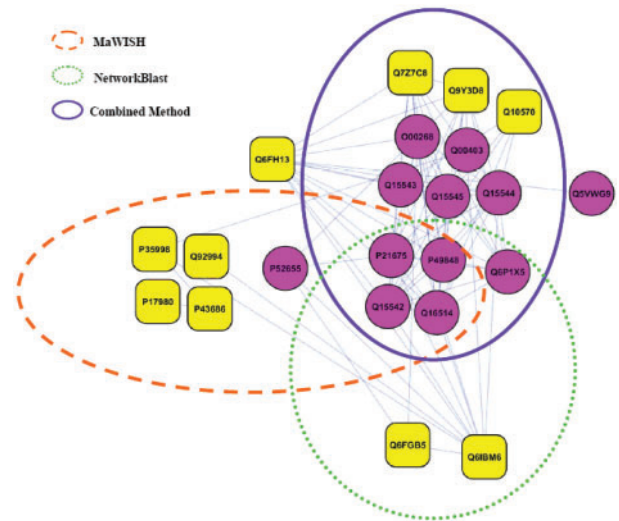 MaWISH
NetworkBlast
Combined Method
Q7Z7C8
Q9Y3D8
Q10570
O00268
Q00403
Q6FH13
Q15543
Q15545
Q15544
Q5VWG9
P35998
Q92994
P52655
P21675
P49848
Q6P1X5
P17980
P43686
Q15542
Q16514
Q6FGB5
Q6IBM6